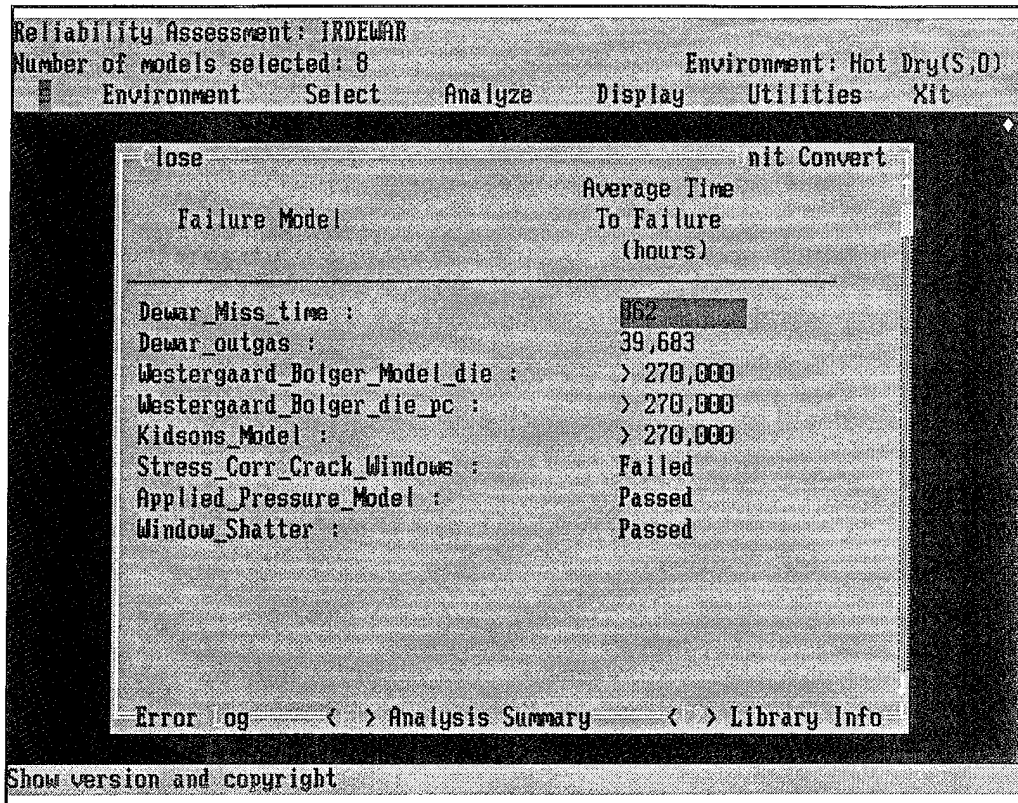 Reliability Assessment: IRDEWAR
Number of models selected: 8 Environment: Hot Dry(S,O)
≡ Environment Select Analyze Display Utilities Xit
lose nit Convert
Average Time
Failure Model To Failure
(hours)
Dewar_Miss_time : 862
Dewar_outgas : 39,683
Westergaard_Bolger_Model_die : > 270,000
Westergaard_Bolger_die_pc : > 270,000
Kidsons_Model : > 270,000
Stress_Corr_Crack_Windows : Failed
Applied_Pressure_Model : Passed
Window_Shatter : Passed
Error og < > Analysis Summary < > Library Info
Show version and copyright